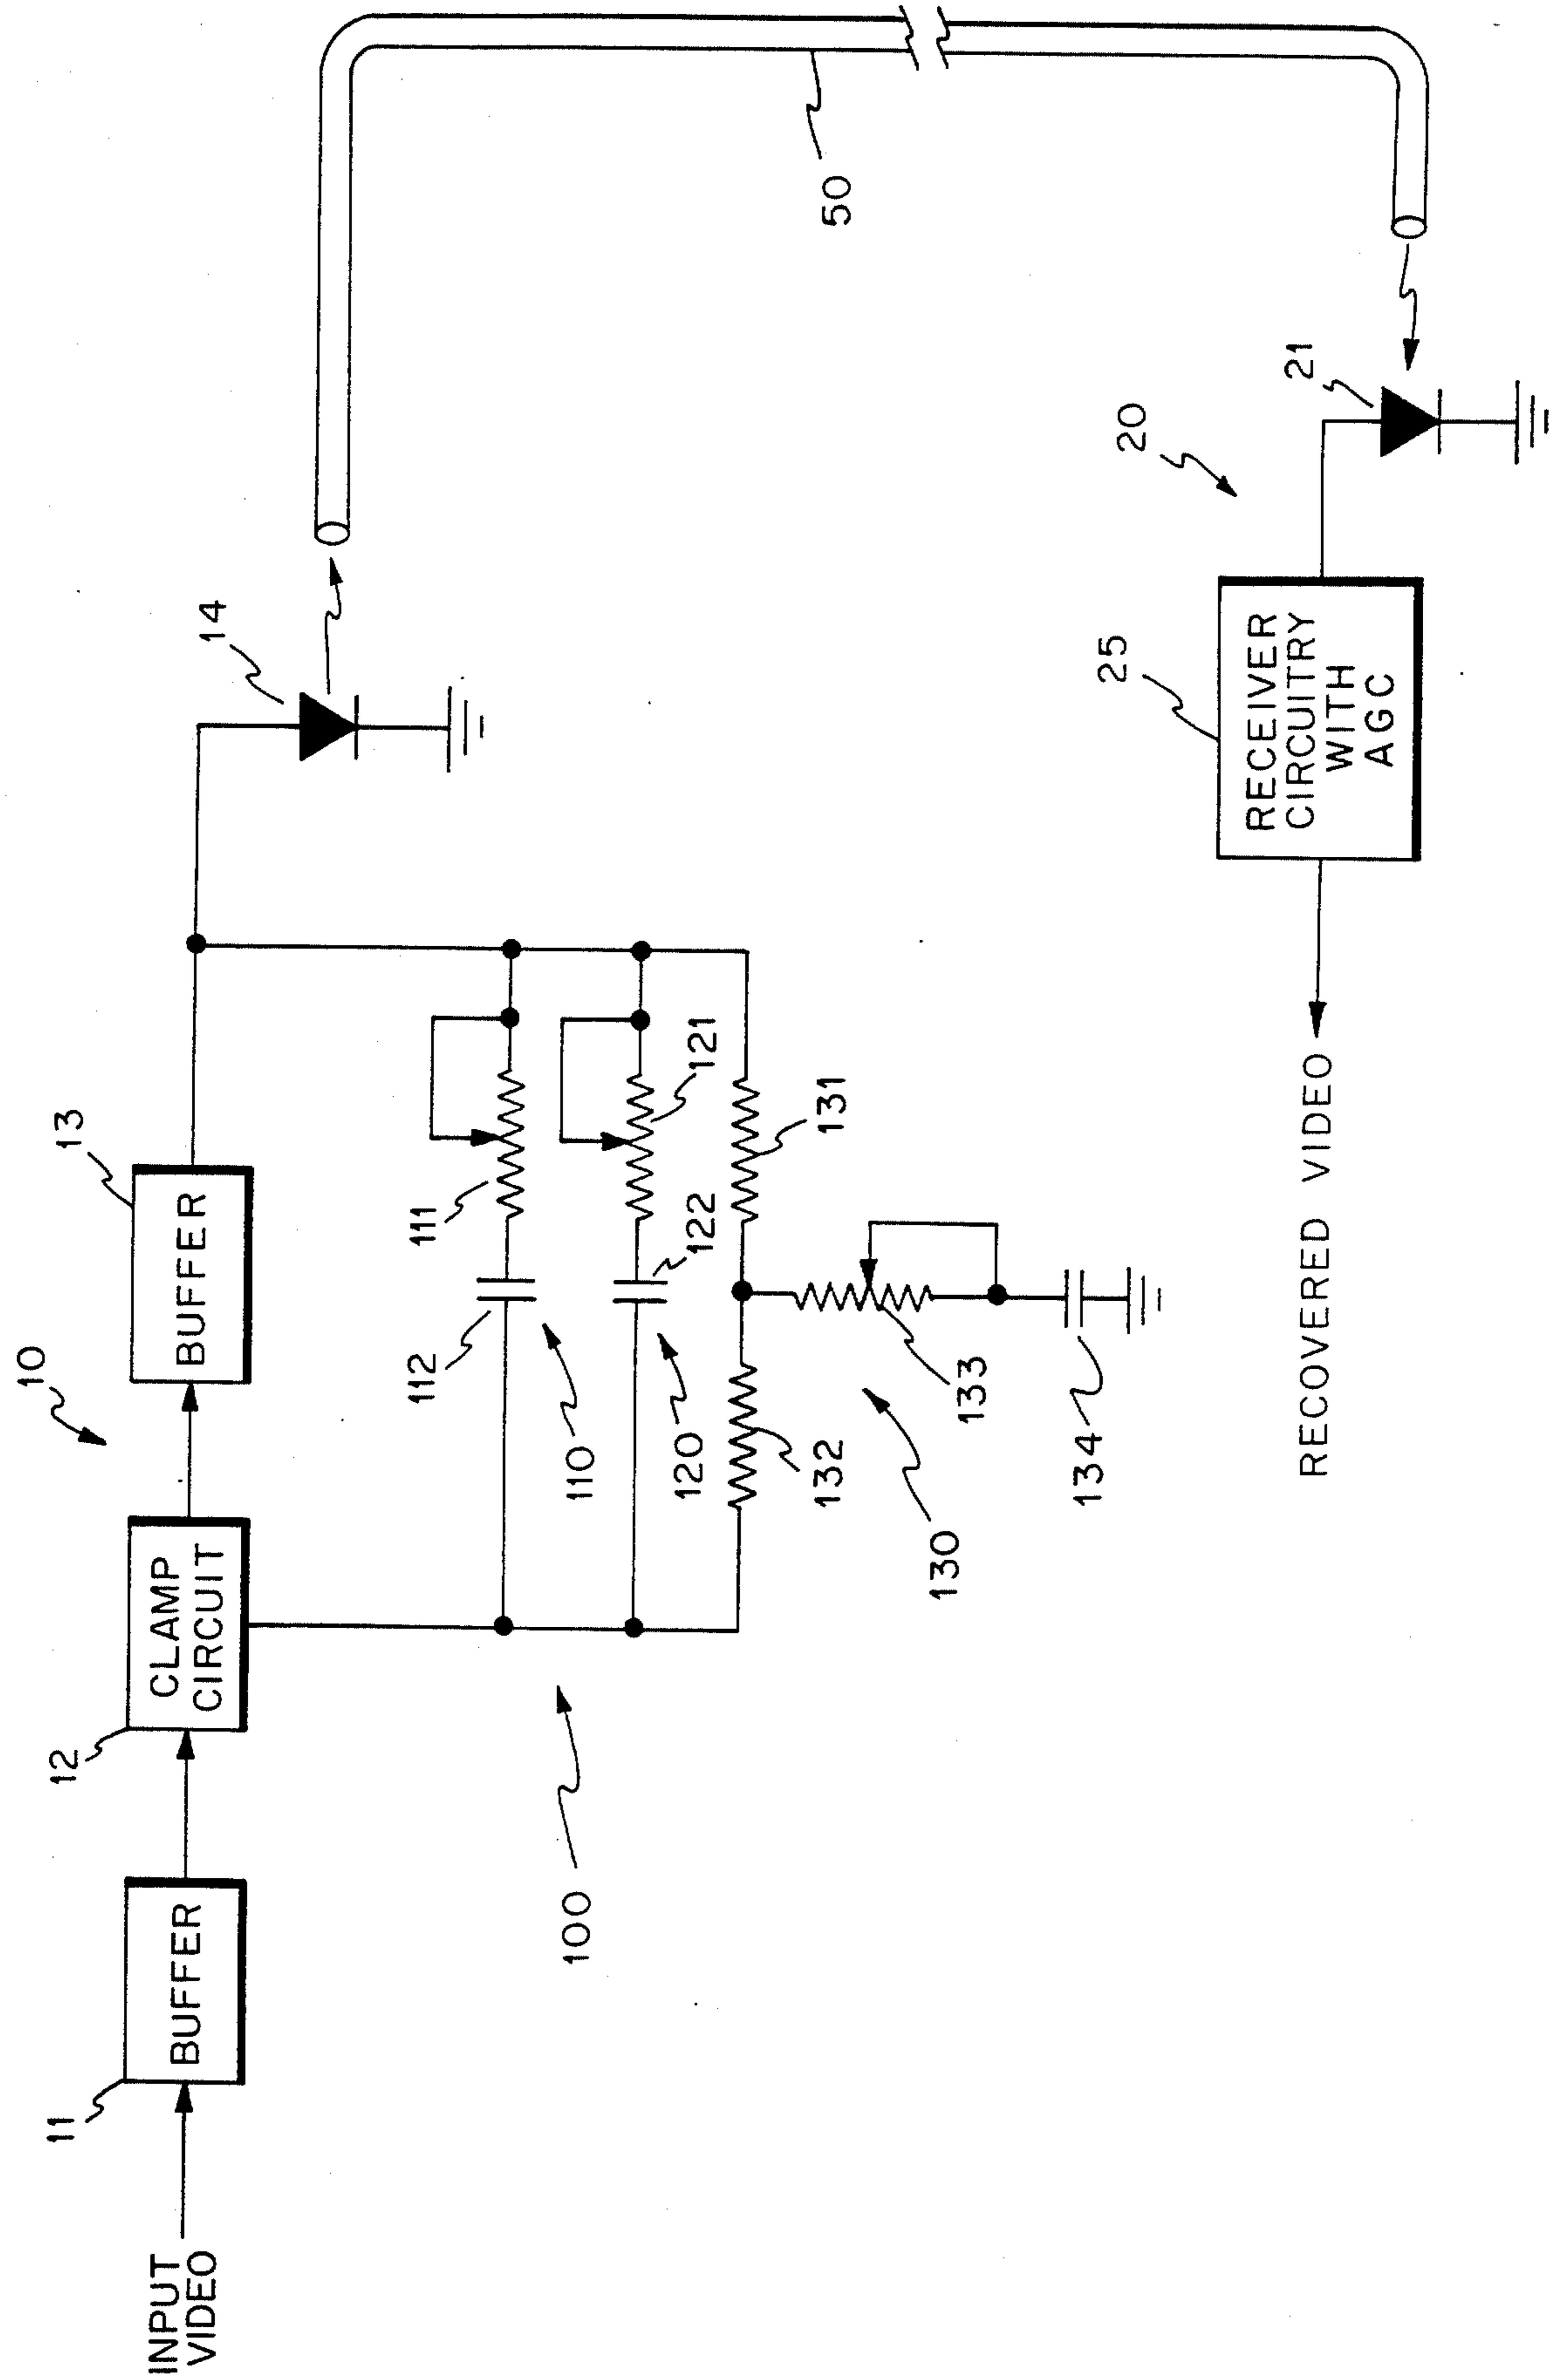 INPUT
VIDEO
11
BUFFER
12
CLAMP
CIRCUIT
10
13
BUFFER
14
100
110
112
111
120
122
121
130
132
131
133
134
50
20
21
25
RECEIVER
CIRCUITRY
WITH
AGC
RECOVERED VIDEO